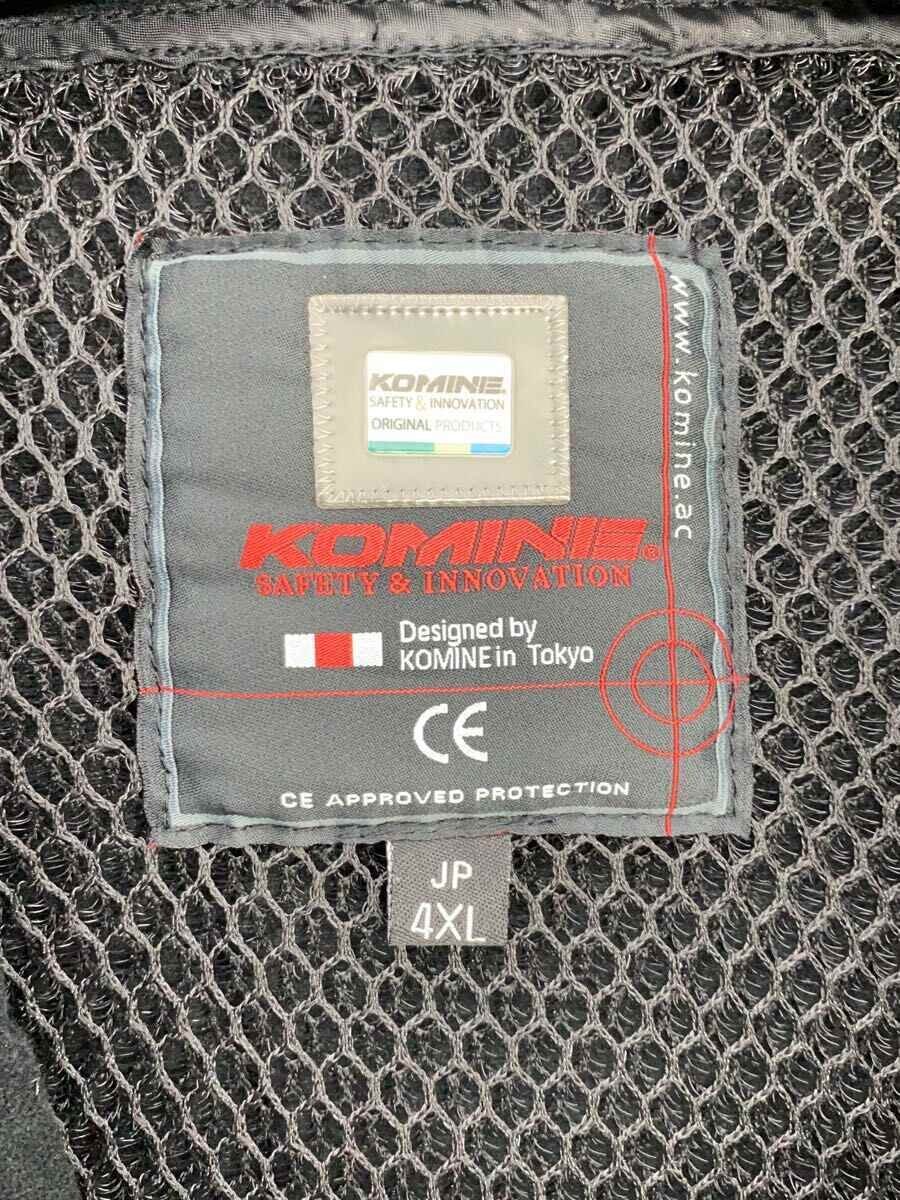 KOMINE®
SAFETY & INNOVATION
ORIGINAL PRODUCTS
www.komine.ac
KOMINE®
SAFETY & INNOVATION
Designed by
KOMINE in Tokyo
CE
CE APPROVED PROTECTION
JP
4XL